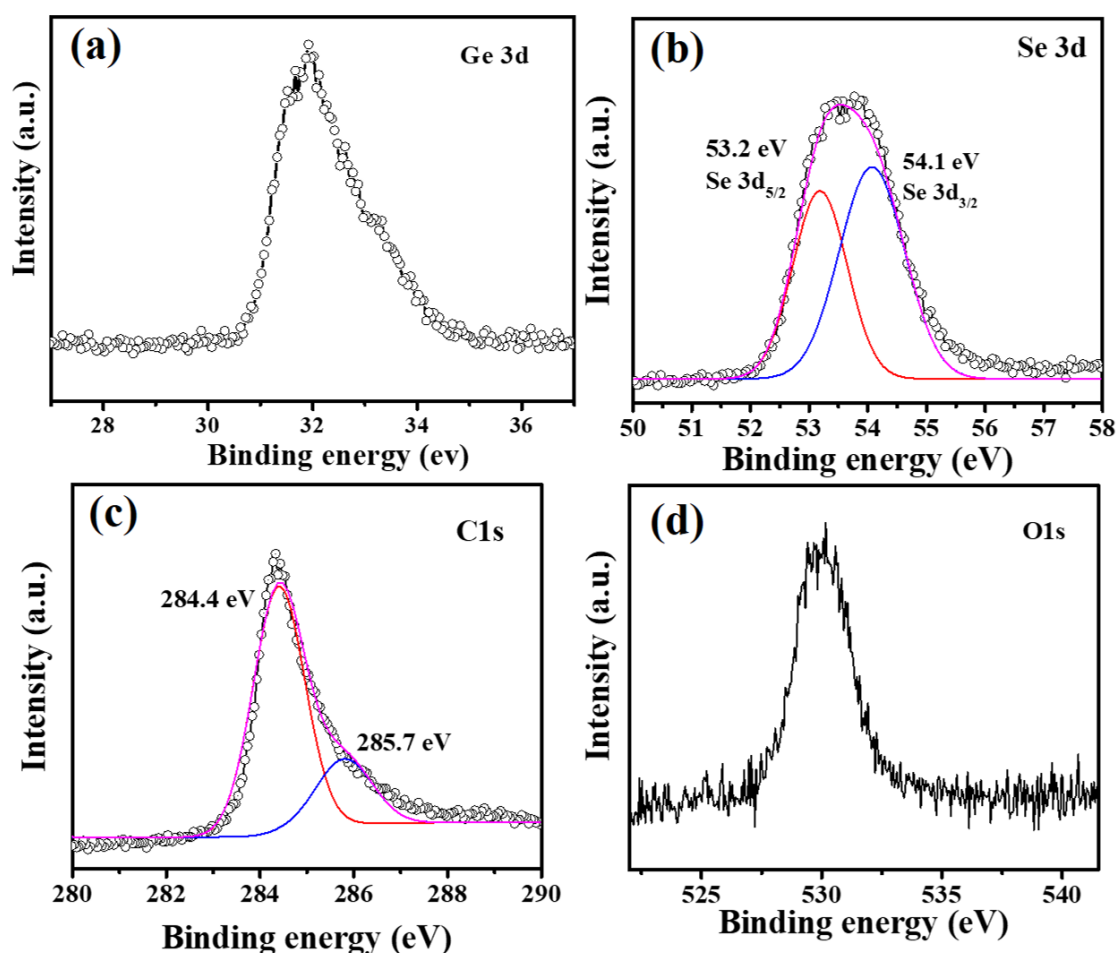 (a)
Ge 3d
Intensity (a.u.)
28 30 32 34 36
Binding energy (ev)
(b)
Se 3d
53.2 eV
Se 3d5/2
54.1 eV
Se 3d3/2
Intensity (a.u.)
50 51 52 53 54 55 56 57 58
Binding energy (eV)
(c)
C1s
284.4 eV
285.7 eV
Intensity (a.u.)
280 282 284 286 288 290
Binding energy (eV)
(d)
O1s
Intensity (a.u.)
525 530 535 540
Binding energy (eV)